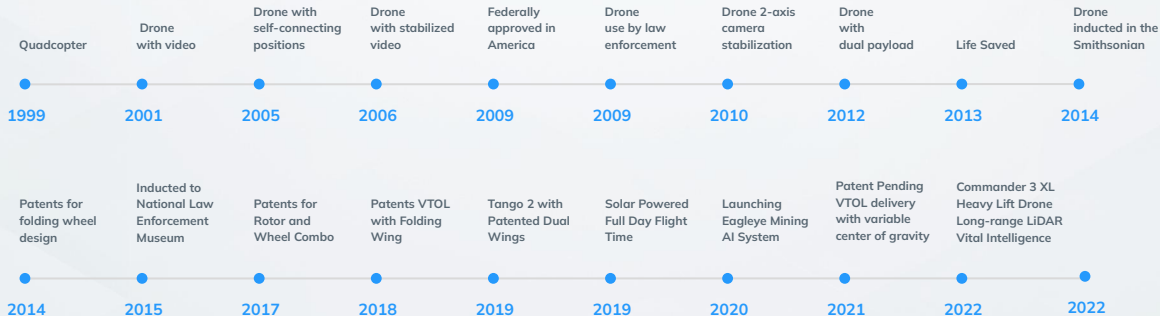 Quadcopter
Drone
with video
Drone with
self-connecting
positions
Drone
with stabilized
video
Federally
approved in
America
Drone
use by law
enforcement
Drone 2-axis
camera
stabilization
Drone
with
dual payload
Life Saved
Drone
inducted in the
Smithsonian
1999
2001
2005
2006
2009
2009
2010
2012
2013
2014
Patents for
folding wheel
design
Inducted to
National Law
Enforcement
Museum
Patents for
Rotor and
Wheel Combo
Patents VTOL
with Folding
Wing
Tango 2 with
Patented Dual
Wings
Solar Powered
Full Day Flight
Time
Launching
Eagleye Mining
AI System
Patent Pending
VTOL delivery
with variable
center of gravity
Commander 3 XL
Heavy Lift Drone
Long-range LiDAR
Vital Intelligence
2014
2015
2017
2018
2019
2019
2020
2021
2022
2022